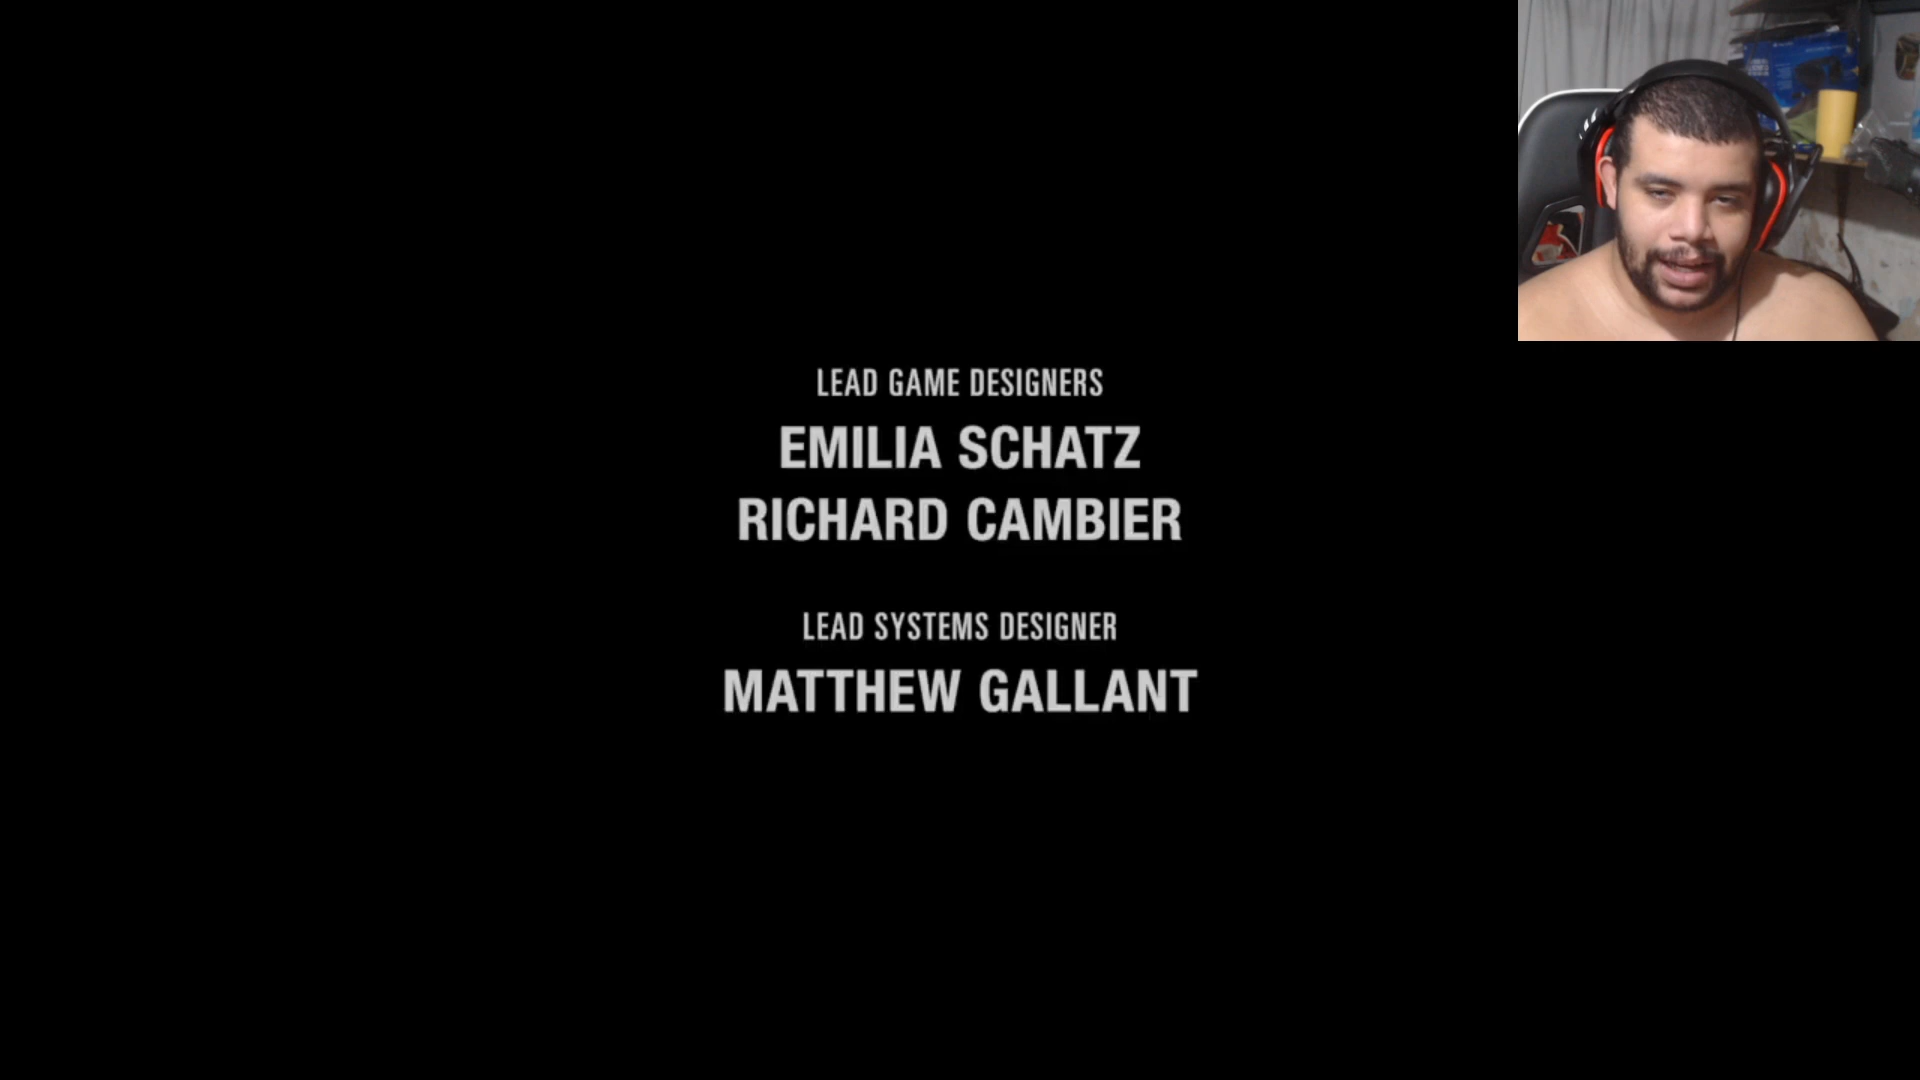 LEAD GAME DESIGNERS
EMILIA SCHATZ
RICHARD CAMBIER
LEAD SYSTEMS DESIGNER
MATTHEW GALLANT